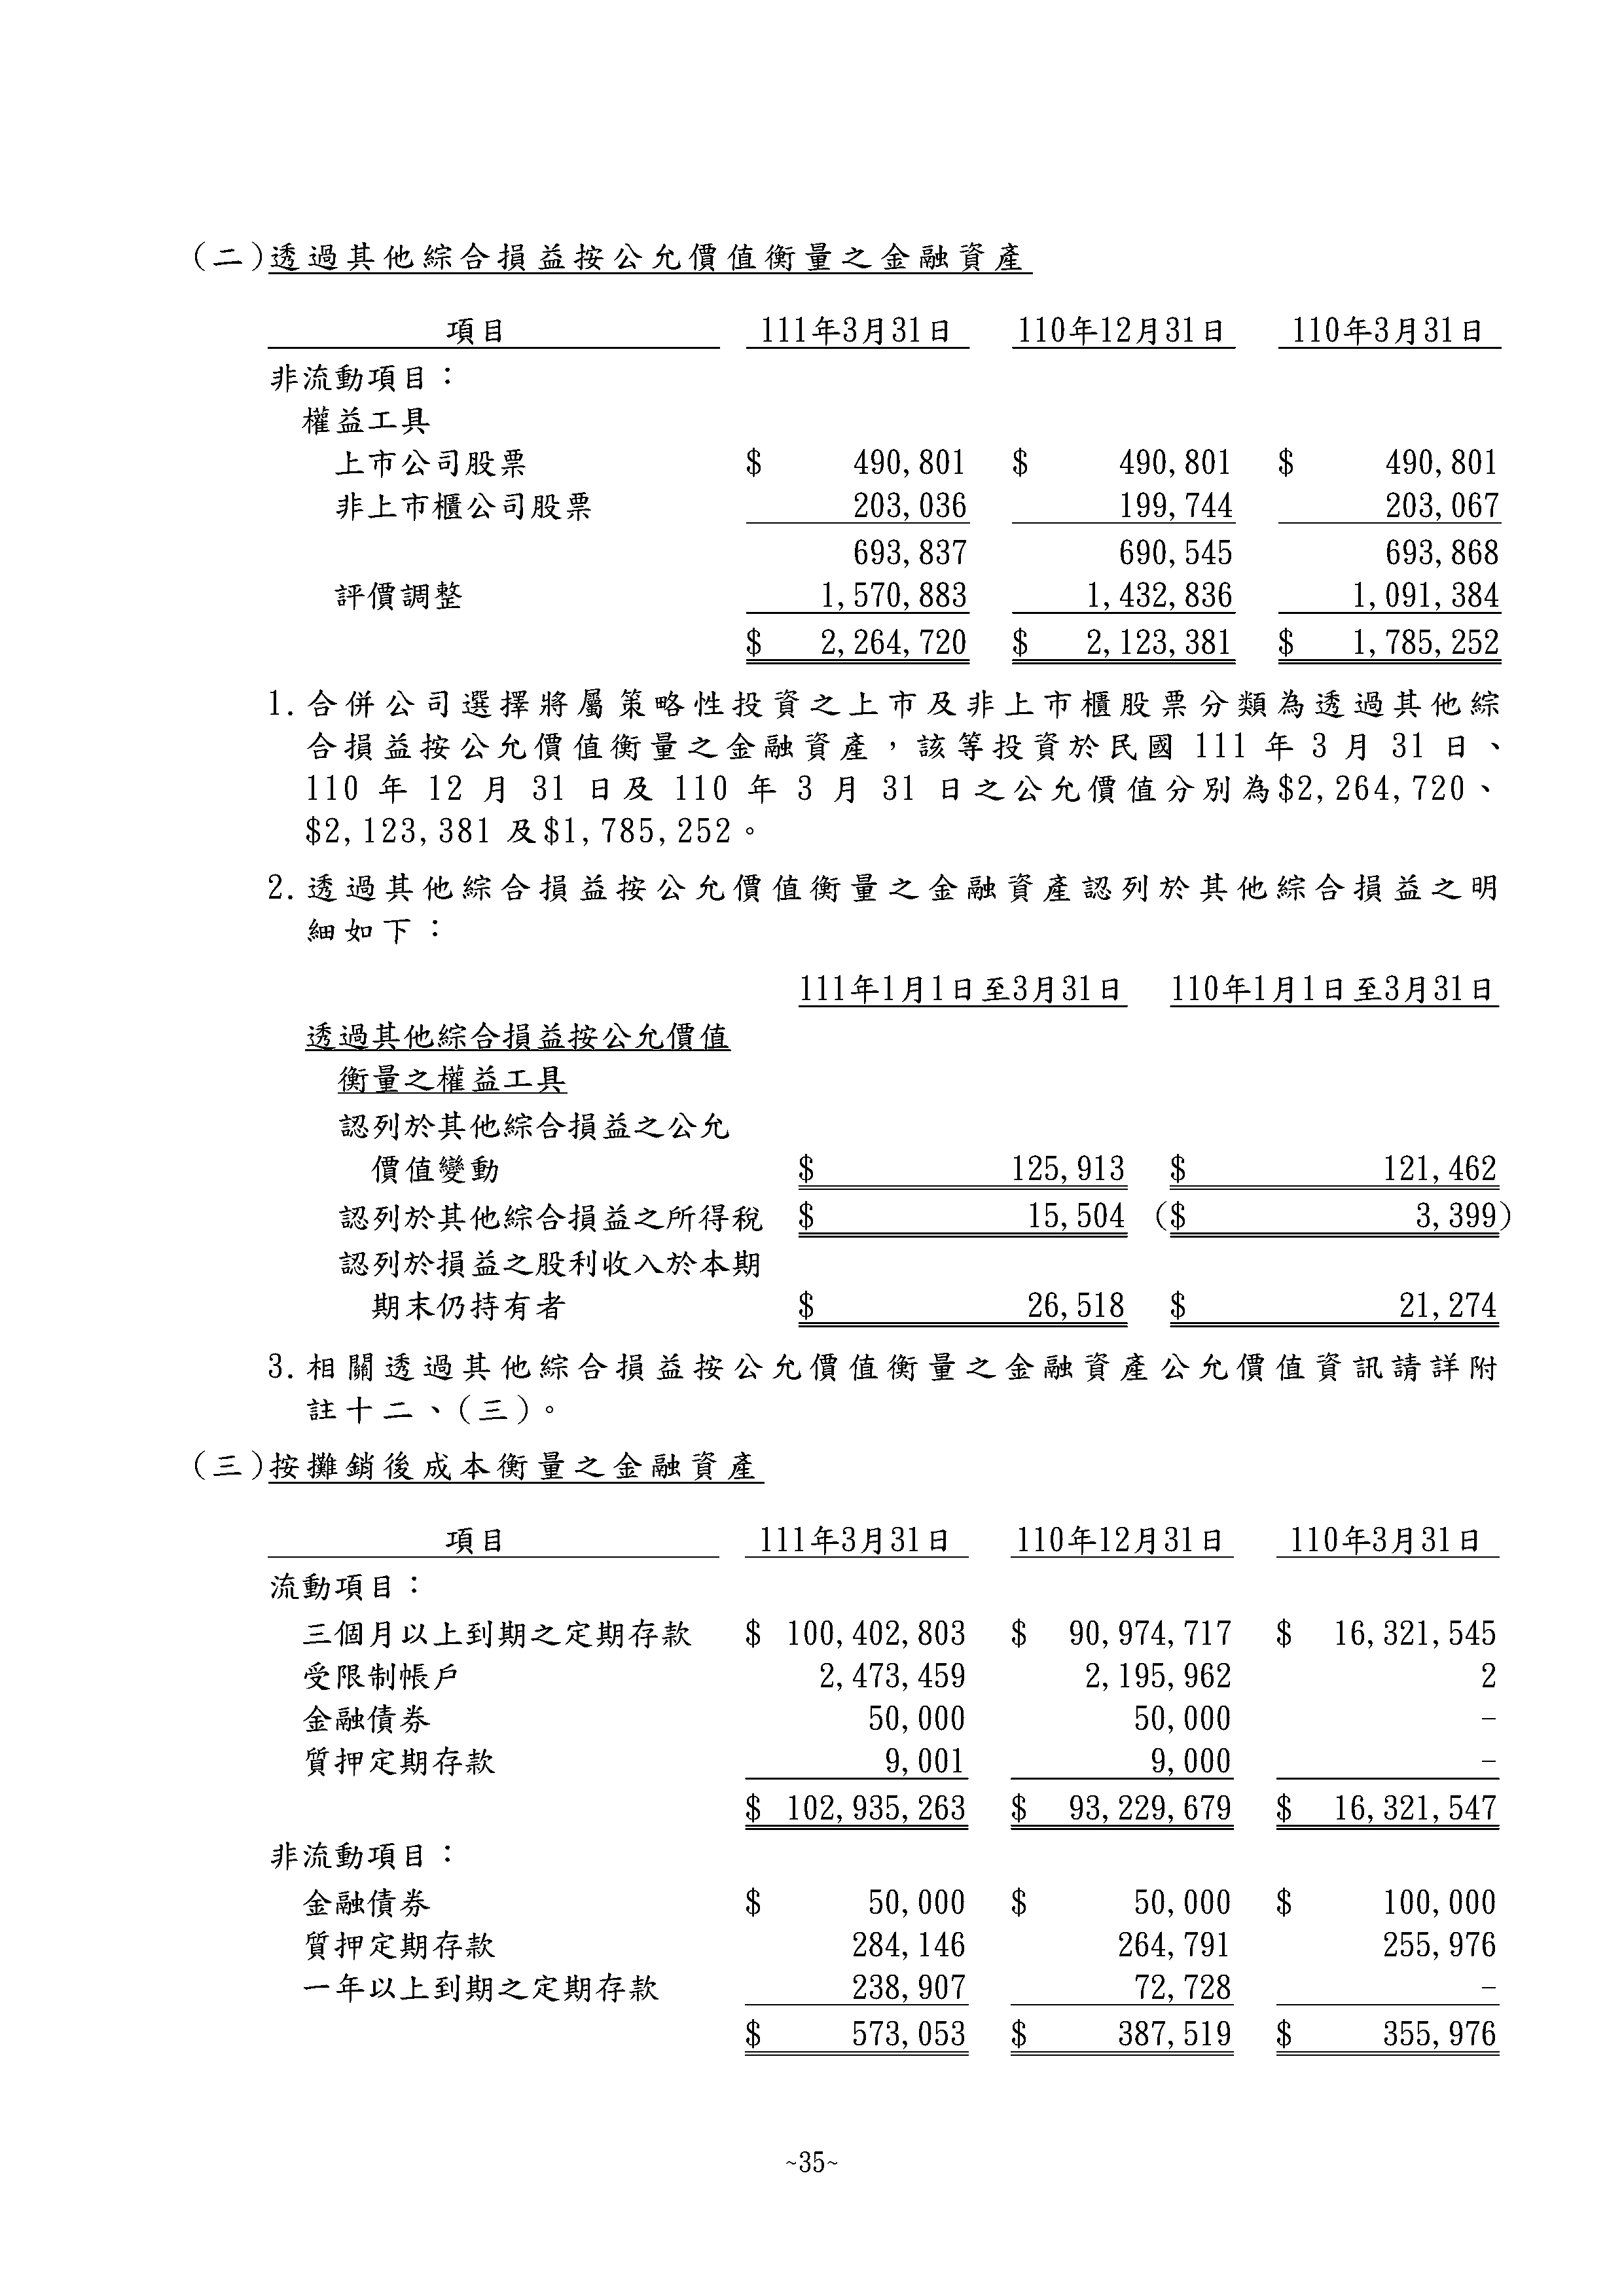 (二)透過其他綜合損益按公允價值衡量之金融資產
項目 111年3月31日 110年12月31日 110年3月31日
非流動項目：
權益工具
上市公司股票 $ 490,801 $ 490,801 $ 490,801
非上市櫃公司股票 203,036 199,744 203,067
693,837 690,545 693,868
評價調整 1,570,883 1,432,836 1,091,384
$ 2,264,720 $ 2,123,381 $ 1,785,252
1.合併公司選擇將屬策略性投資之上市及非上市櫃股票分類為透過其他綜
合損益按公允價值衡量之金融資產，該等投資於民國 111 年 3 月 31 日、
110 年 12 月 31 日及 110 年 3 月 31 日之公允價值分別為$2,264,720、
$2,123,381 及$1,785,252。
2.透過其他綜合損益按公允價值衡量之金融資產認列於其他綜合損益之明
細如下：
111年1月1日至3月31日 110年1月1日至3月31日
透過其他綜合損益按公允價值
衡量之權益工具
認列於其他綜合損益之公允
價值變動 $ 125,913 $ 121,462
認列於其他綜合損益之所得稅 $ 15,504 ($ 3,399)
認列於損益之股利收入於本期
期末仍持有者 $ 26,518 $ 21,274
3.相關透過其他綜合損益按公允價值衡量之金融資產公允價值資訊請詳附
註十二、(三)。
(三)按攤銷後成本衡量之金融資產
項目 111年3月31日 110年12月31日 110年3月31日
流動項目：
三個月以上到期之定期存款 $ 100,402,803 $ 90,974,717 $ 16,321,545
受限制帳戶 2,473,459 2,195,962 2
金融債券 50,000 50,000 -
質押定期存款 9,001 9,000 -
$ 102,935,263 $ 93,229,679 $ 16,321,547
非流動項目：
金融債券 $ 50,000 $ 50,000 $ 100,000
質押定期存款 284,146 264,791 255,976
一年以上到期之定期存款 238,907 72,728 -
$ 573,053 $ 387,519 $ 355,976
~35~